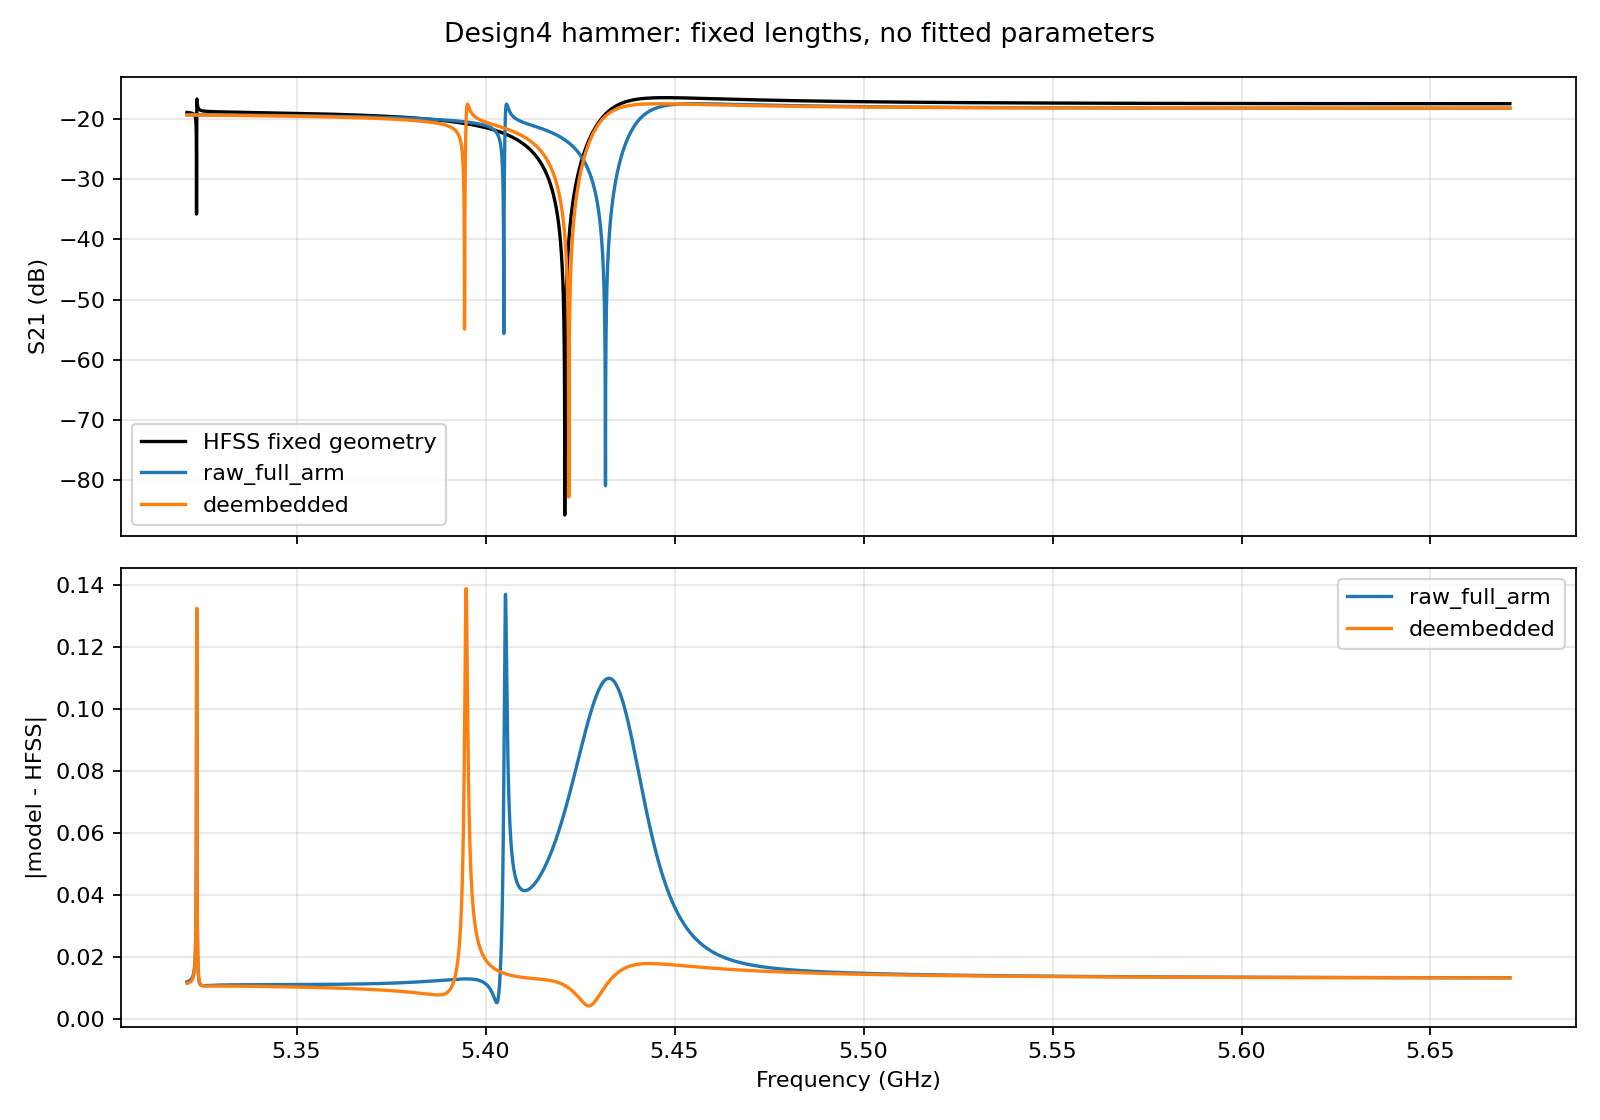 Design4 hammer: fixed lengths, no fitted parameters
S21 (dB)
−20
−30
−40
−50
−60
−70
−80
HFSS fixed geometry
raw_full_arm
deembedded
|model - HFSS|
0.14
0.12
0.10
0.08
0.06
0.04
0.02
0.00
raw_full_arm
deembedded
5.35 5.40 5.45 5.50 5.55 5.60 5.65
Frequency (GHz)